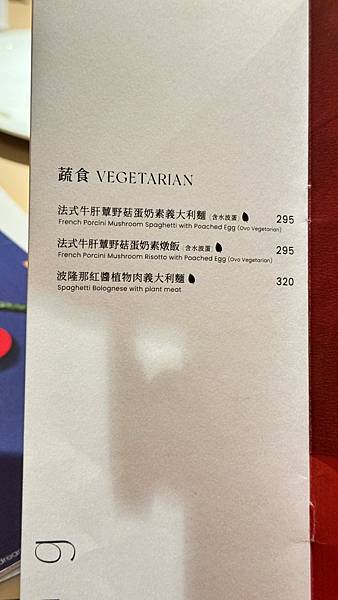 蔬食 VEGETARIAN
法式牛肝蕈野菇蛋奶素義大利麵 (含水波蛋) 295
French Porcini Mushroom Spaghetti with Poached Egg (Ovo Vegetarian)
法式牛肝蕈野菇蛋奶素燉飯 (含水波蛋) 295
French Porcini Mushroom Risotto with Poached Egg (Ovo Vegetarian)
波隆那紅醬植物肉義大利麵 320
Spaghetti Bolognese with plant meat
g